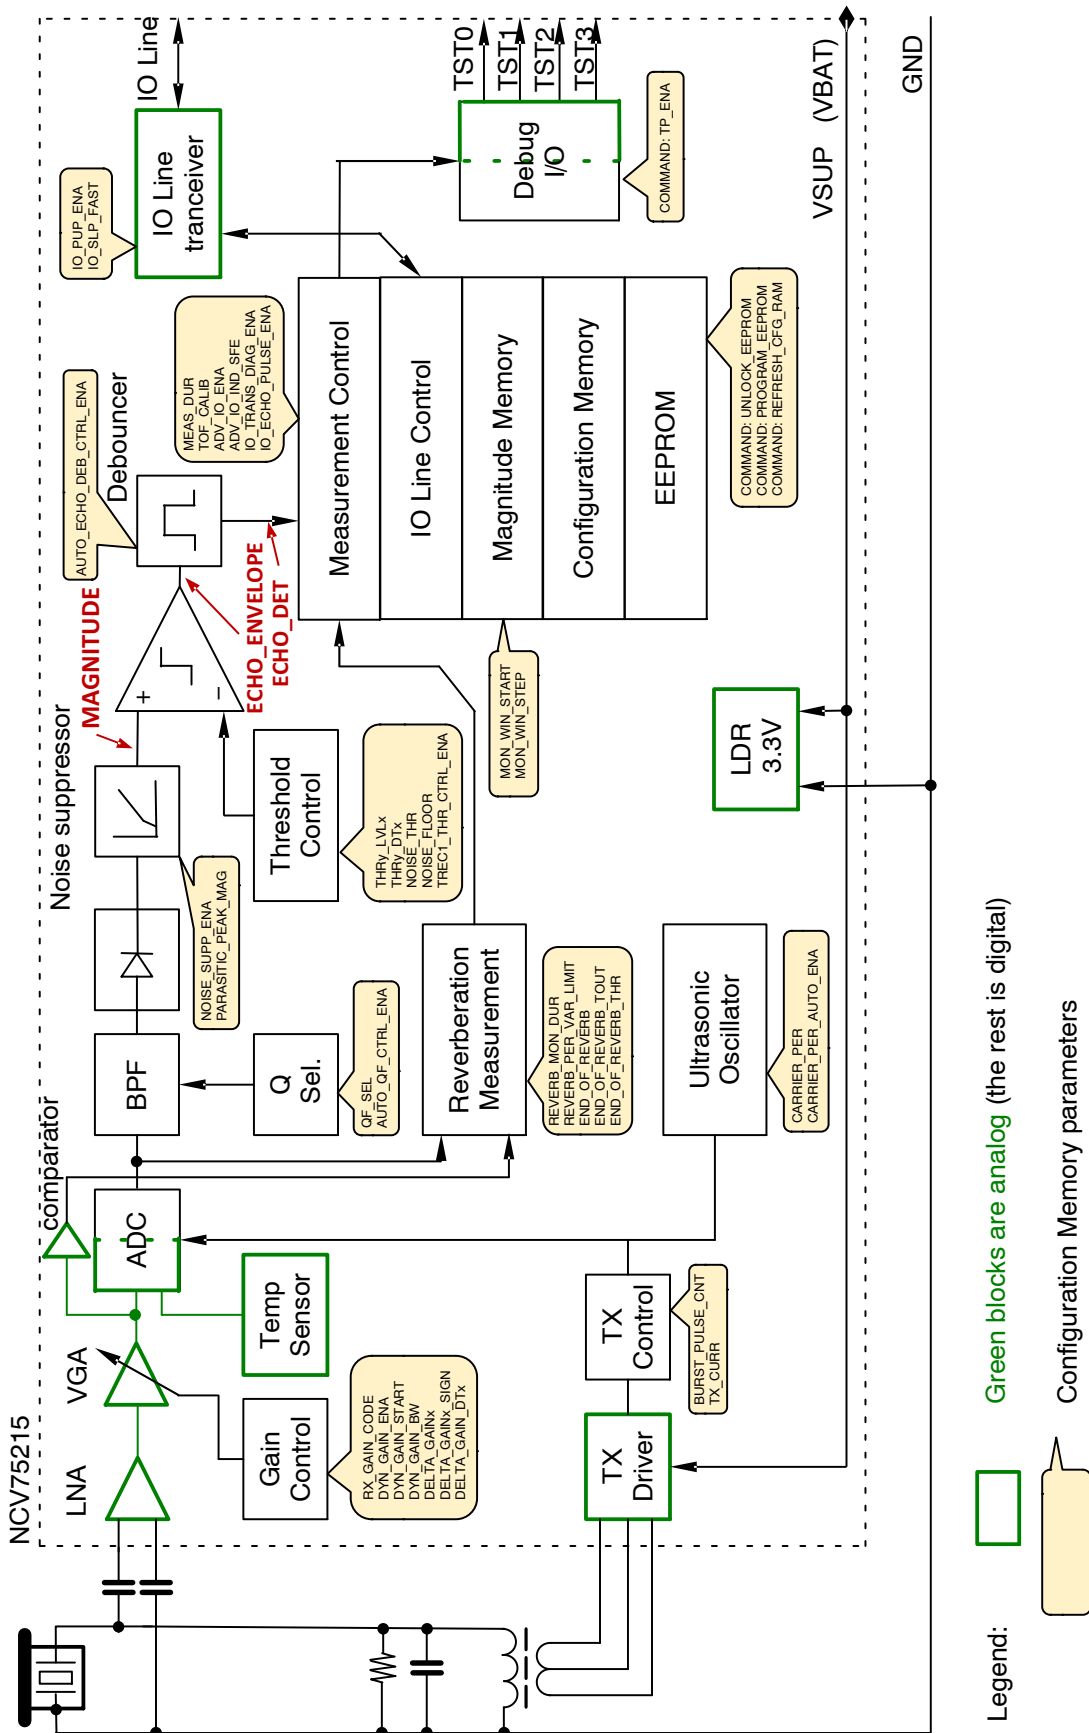 NCV75215
LNA
VGA
comparator
Noise suppressor
MAGNITUDE
AUTO_ECHO_DEB_CTRL_ENA
Debouncer
IO_PUP_ENA
IO_SLP_FAST
IO Line
tranceiver
IO Line
ADC
BPF
+
−
ECHO_ENVELOPE
ECHO_DET
NOISE_SUPP_ENA
PARASITIC_PEAK_MAG
Gain
Control
Temp
Sensor
Q
Sel.
Threshold
Control
RX_GAIN_CODE
DYN_GAIN_ENA
DYN_GAIN_START
DYN_GAIN_BW
DELTA_GAINx
DELTA_GAINx_SIGN
DELTA_GAIN_DTx
QF_SEL
AUTO_QF_CTRL_ENA
THRy_LVLx
THRy_DTx
NOISE_THR
NOISE_FLOOR
TREC1_THR_CTRL_ENA
MEAS_DUR
TOF_CALIB
ADV_IO_ENA
ADV_IO_IND_SFE
IO_TRANS_DIAG_ENA
IO_ECHO_PULSE_ENA
Measurement Control
IO Line Control
Magnitude Memory
Configuration Memory
EEPROM
Reverberation
Measurement
REVERB_MON_DUR
REVERB_PER_VAR_LIMIT
END_OF_REVERB
END_OF_REVERB_TOUT
END_OF_REVERB_THR
MON_WIN_START
MON_WIN_STEP
Debug
I/O
TST0
TST1
TST2
TST3
COMMAND: TP_ENA
COMMAND: UNLOCK_EEPROM
COMMAND: PROGRAM_EEPROM
COMMAND: REFRESH_CFG_RAM
TX
Driver
TX
Control
BURST_PULSE_CNT
TX_CURR
Ultrasonic
Oscillator
CARRIER_PER
CARRIER_PER_AUTO_ENA
LDR
3.3V
VSUP (VBAT)
GND
Legend:
Green blocks are analog (the rest is digital)
Configuration Memory parameters